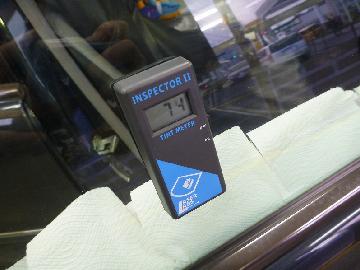 INSPECTOR II
74
TINT METER